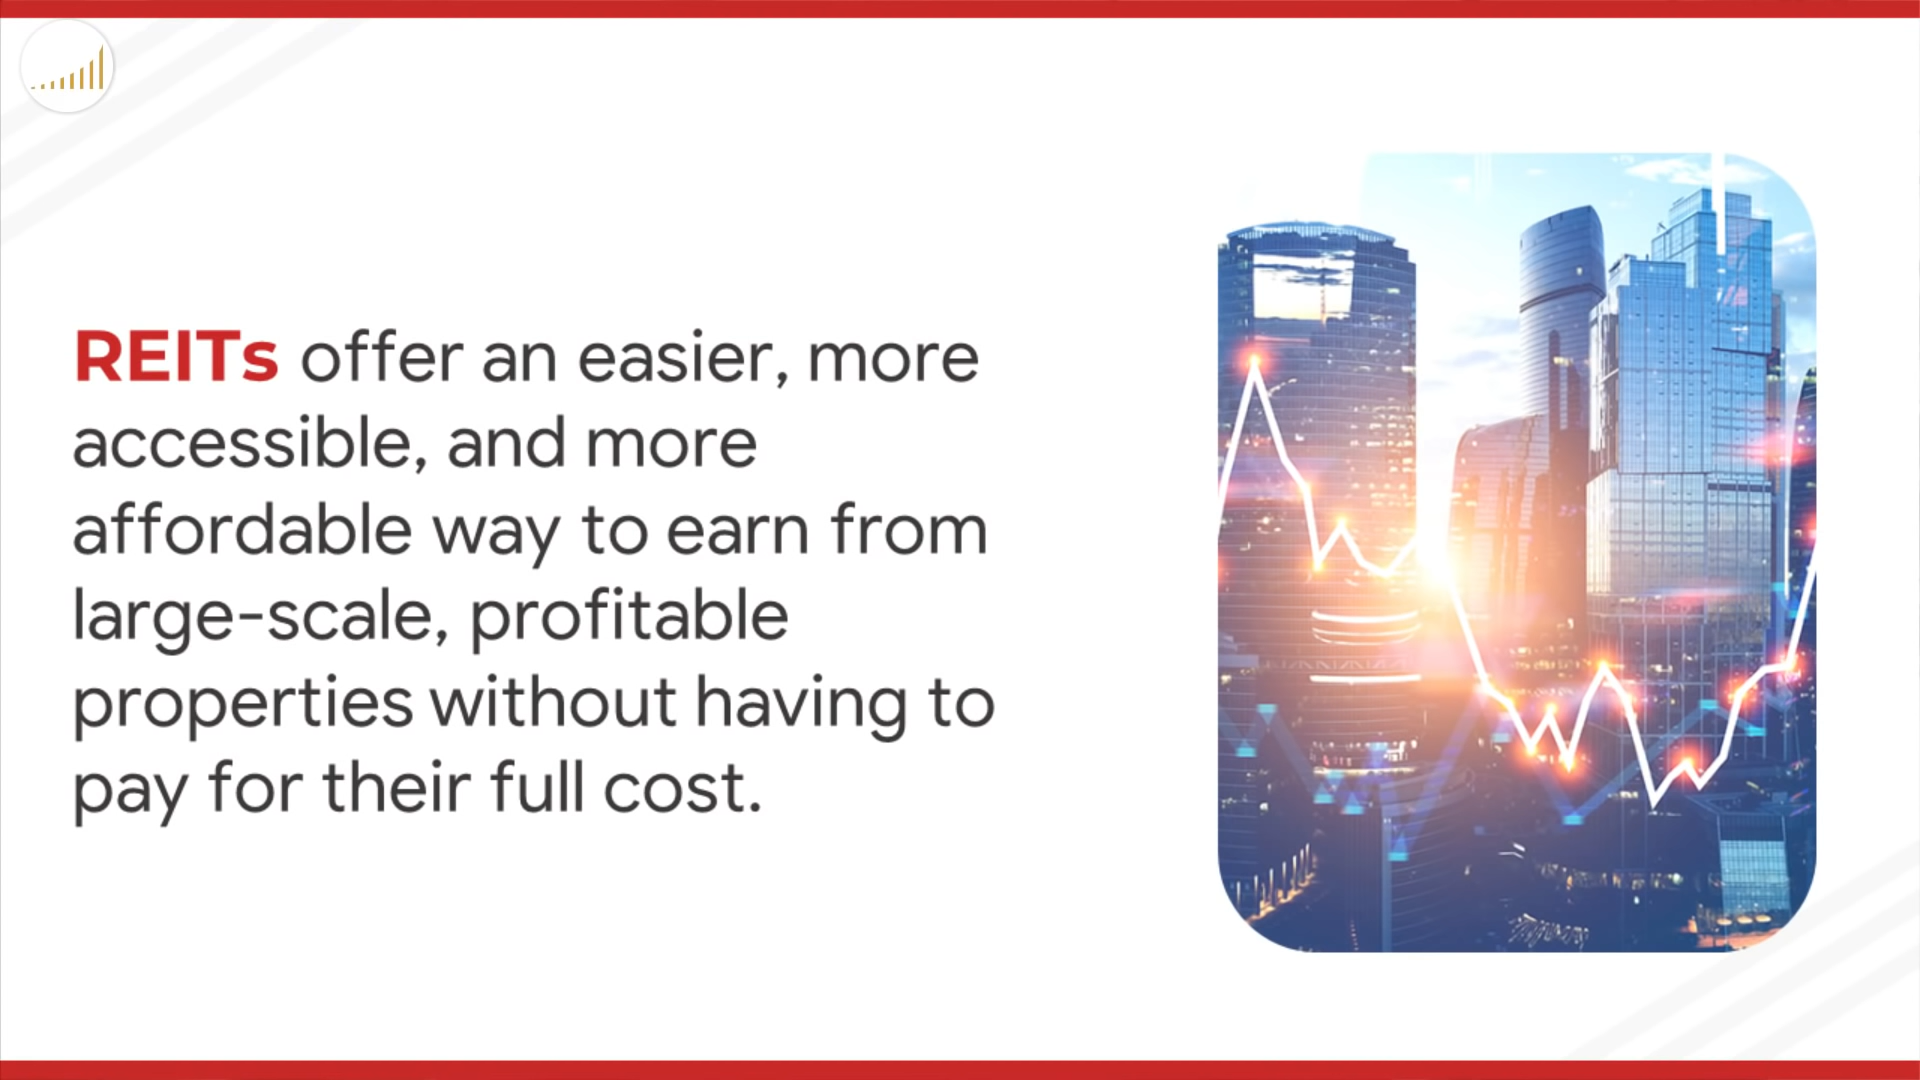 REITs offer an easier, more
accessible, and more
affordable way to earn from
large-scale, profitable
properties without having to
pay for their full cost.